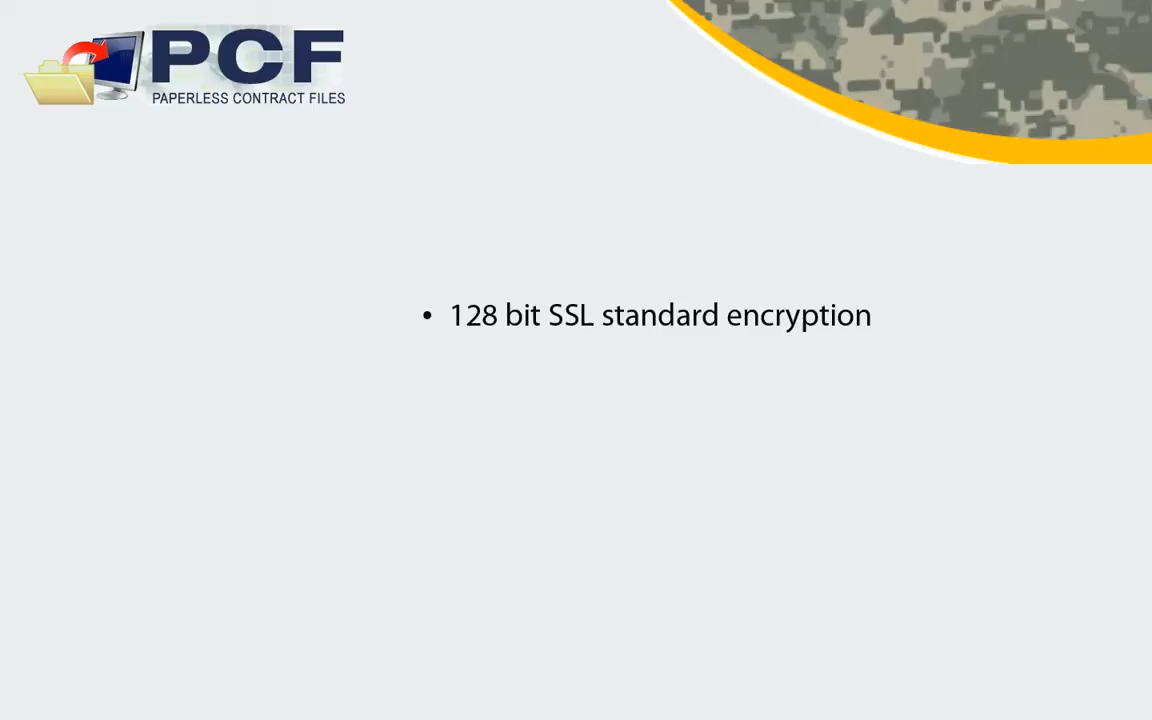 PCF
PAPERLESS CONTRACT FILES
• 128 bit SSL standard encryption